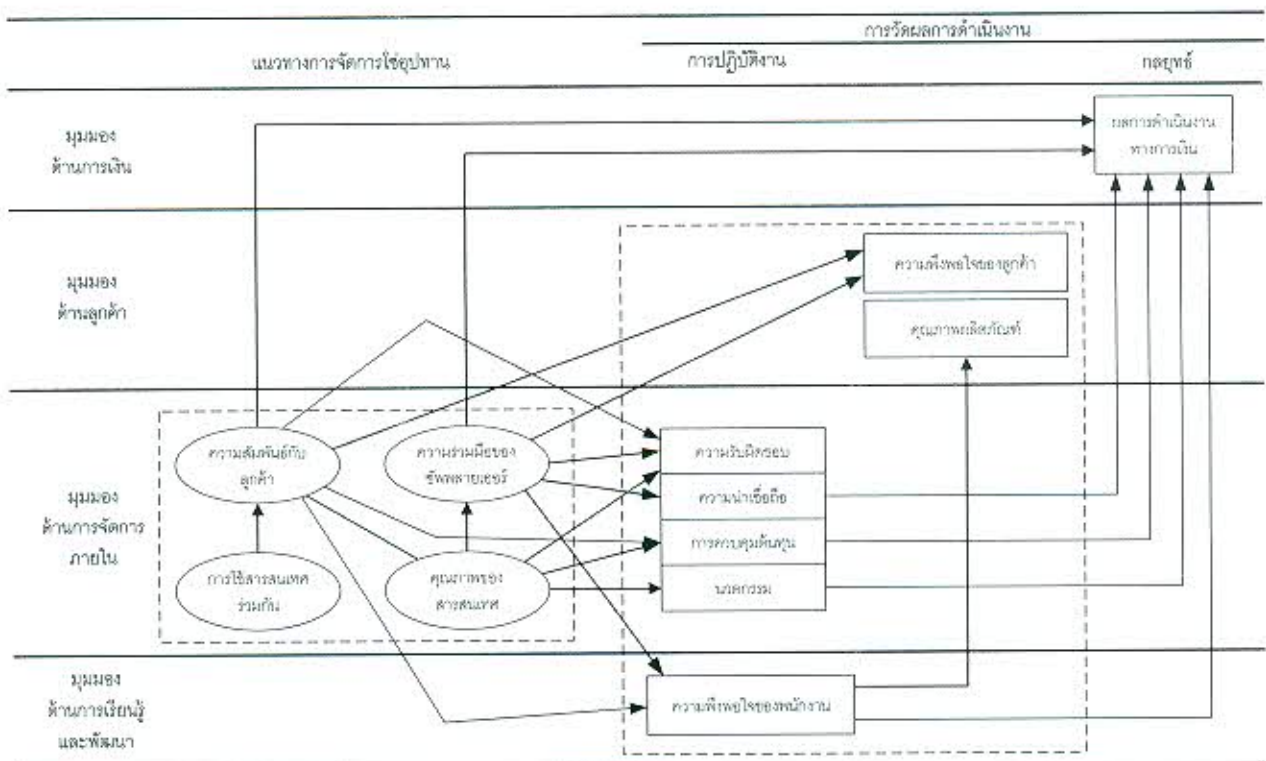 การวัดผลการดำเนินงาน
แนวทางการจัดการโซ่อุปทาน
การปฏิบัติงาน
กลยุทธ์
มุมมอง
ด้านการเงิน
ผลการดำเนินงาน
ทางการเงิน
มุมมอง
ด้านลูกค้า
ความพึงพอใจของลูกค้า
คุณภาพผลิตภัณฑ์
มุมมอง
ด้านการจัดการ
ภายใน
ความสัมพันธ์กับ
ลูกค้า
ความร่วมมือของ
ซัพพลายเออร์
การใช้สารสนเทศ
ร่วมกัน
คุณภาพของ
สารสนเทศ
ความรับผิดชอบ
ความน่าเชื่อถือ
การควบคุมต้นทุน
นวตกรรม
มุมมอง
ด้านการเรียนรู้
และพัฒนา
ความพึงพอใจของพนักงาน